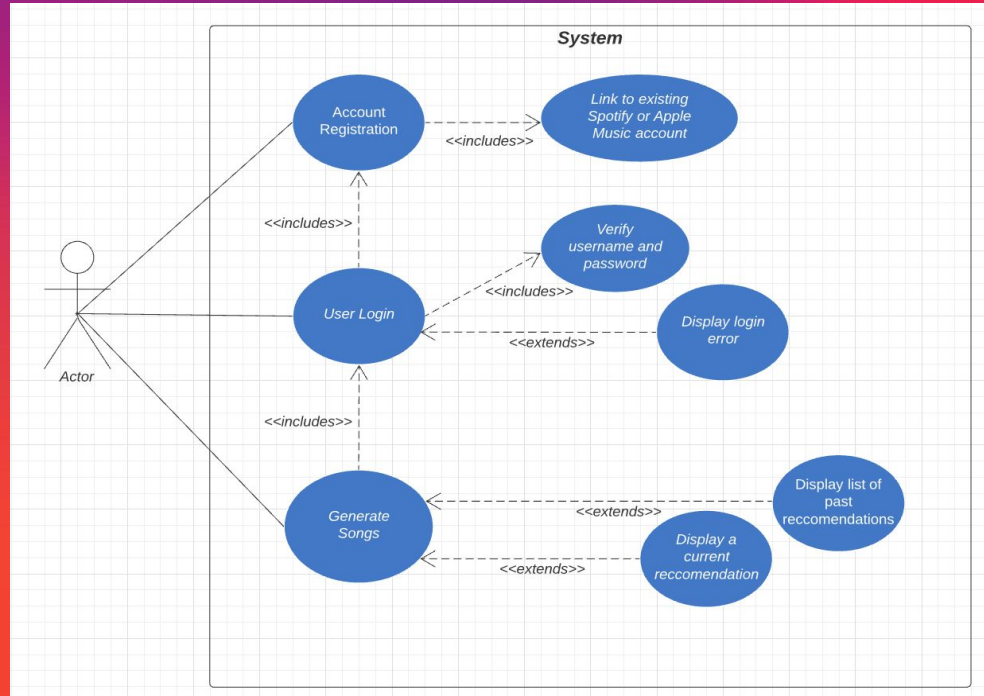 System
Account
Registration
<<includes>>
Link to existing
Spotify or Apple
Music account
<<includes>>
Verify
username and
password
<<includes>>
User Login
<<extends>>
Display login
error
Actor
<<includes>>
Generate
Songs
<<extends>>
Display list of
past
reccomendations
<<extends>>
Display a
current
reccomendation